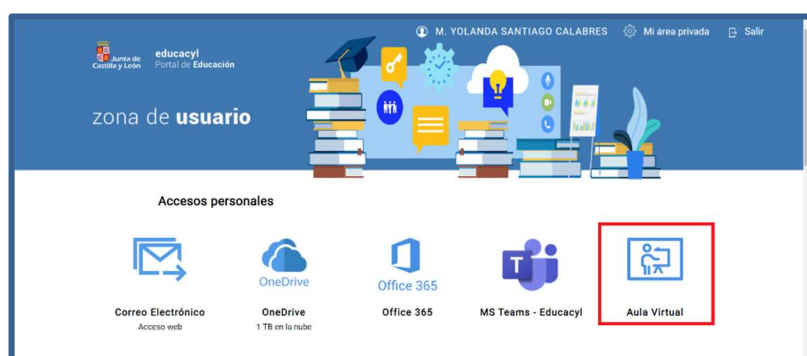 M. YOLANDA SANTIAGO CALABRES Mi área privada Salir
Junta de
Castilla y León
educacyl
Portal de Educación
zona de usuario
Accesos personales
OneDrive
Office 365
T
Correo Electrónico
Acceso web
OneDrive
1 TB en la nube
Office 365
MS Teams - Educacyl
Aula Virtual